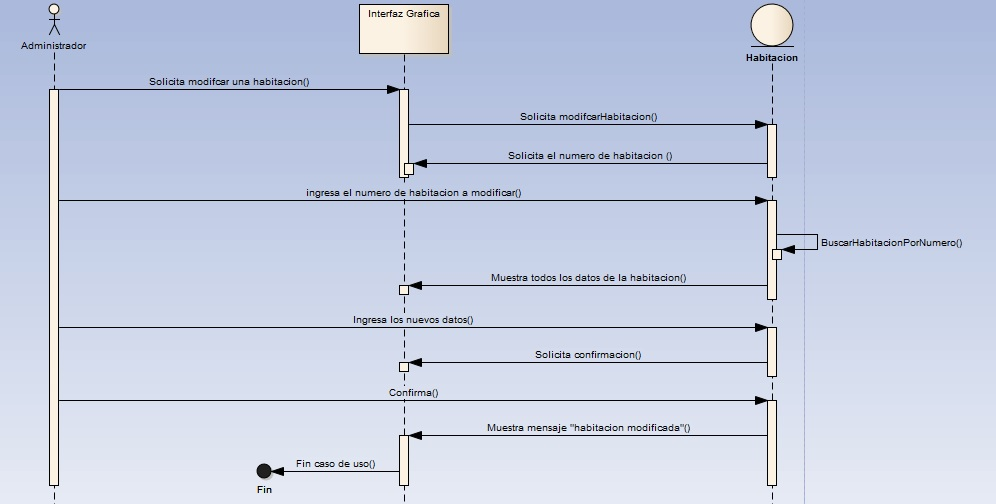 Interfaz Grafica
Administrador
Habitacion
Solicita modifcar una habitacion()
Solicita modifcarHabitacion()
Solicita el numero de habitacion ()
ingresa el numero de habitacion a modificar()
BuscarHabitacionPorNumero()
Muestra todos los datos de la habitacion()
Ingresa los nuevos datos()
Solicita confirmacion()
Confirma()
Muestra mensaje "habitacion modificada"()
Fin caso de uso()
Fin